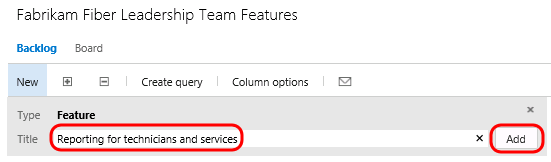 Fabrikam Fiber Leadership Team Features
Backlog Board
New Create query Column options
Type Feature
Title Reporting for technicians and services Add